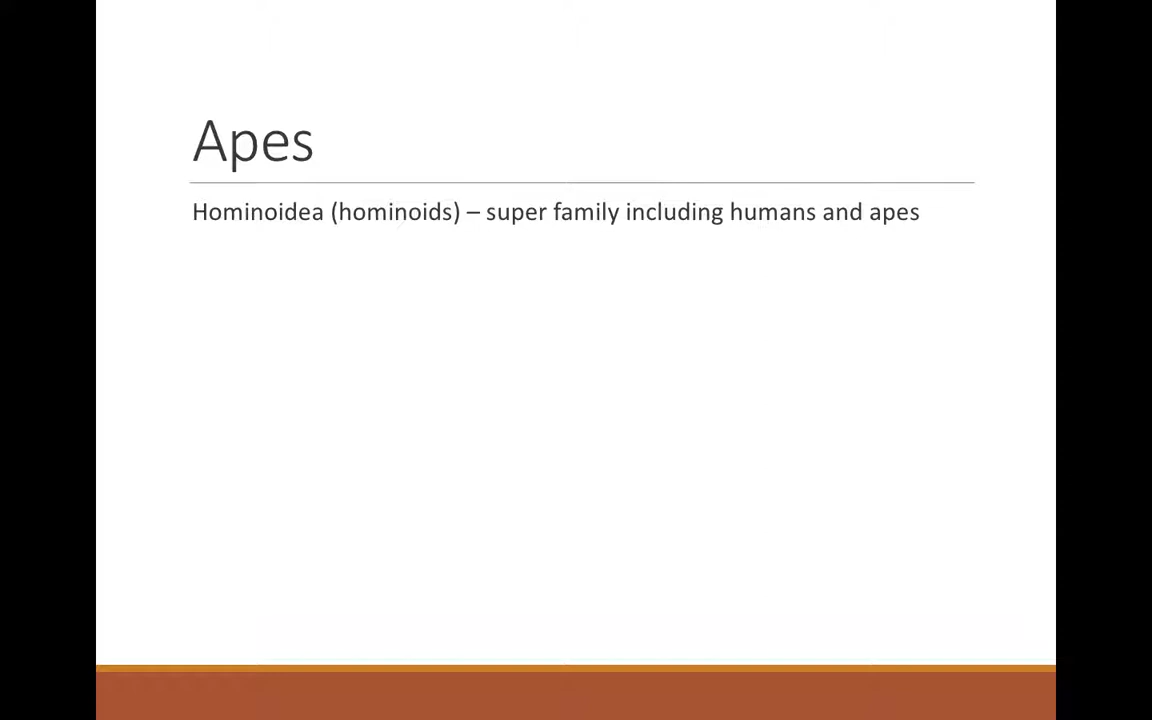 Apes
Hominoidea (hominoids) – super family including humans and apes